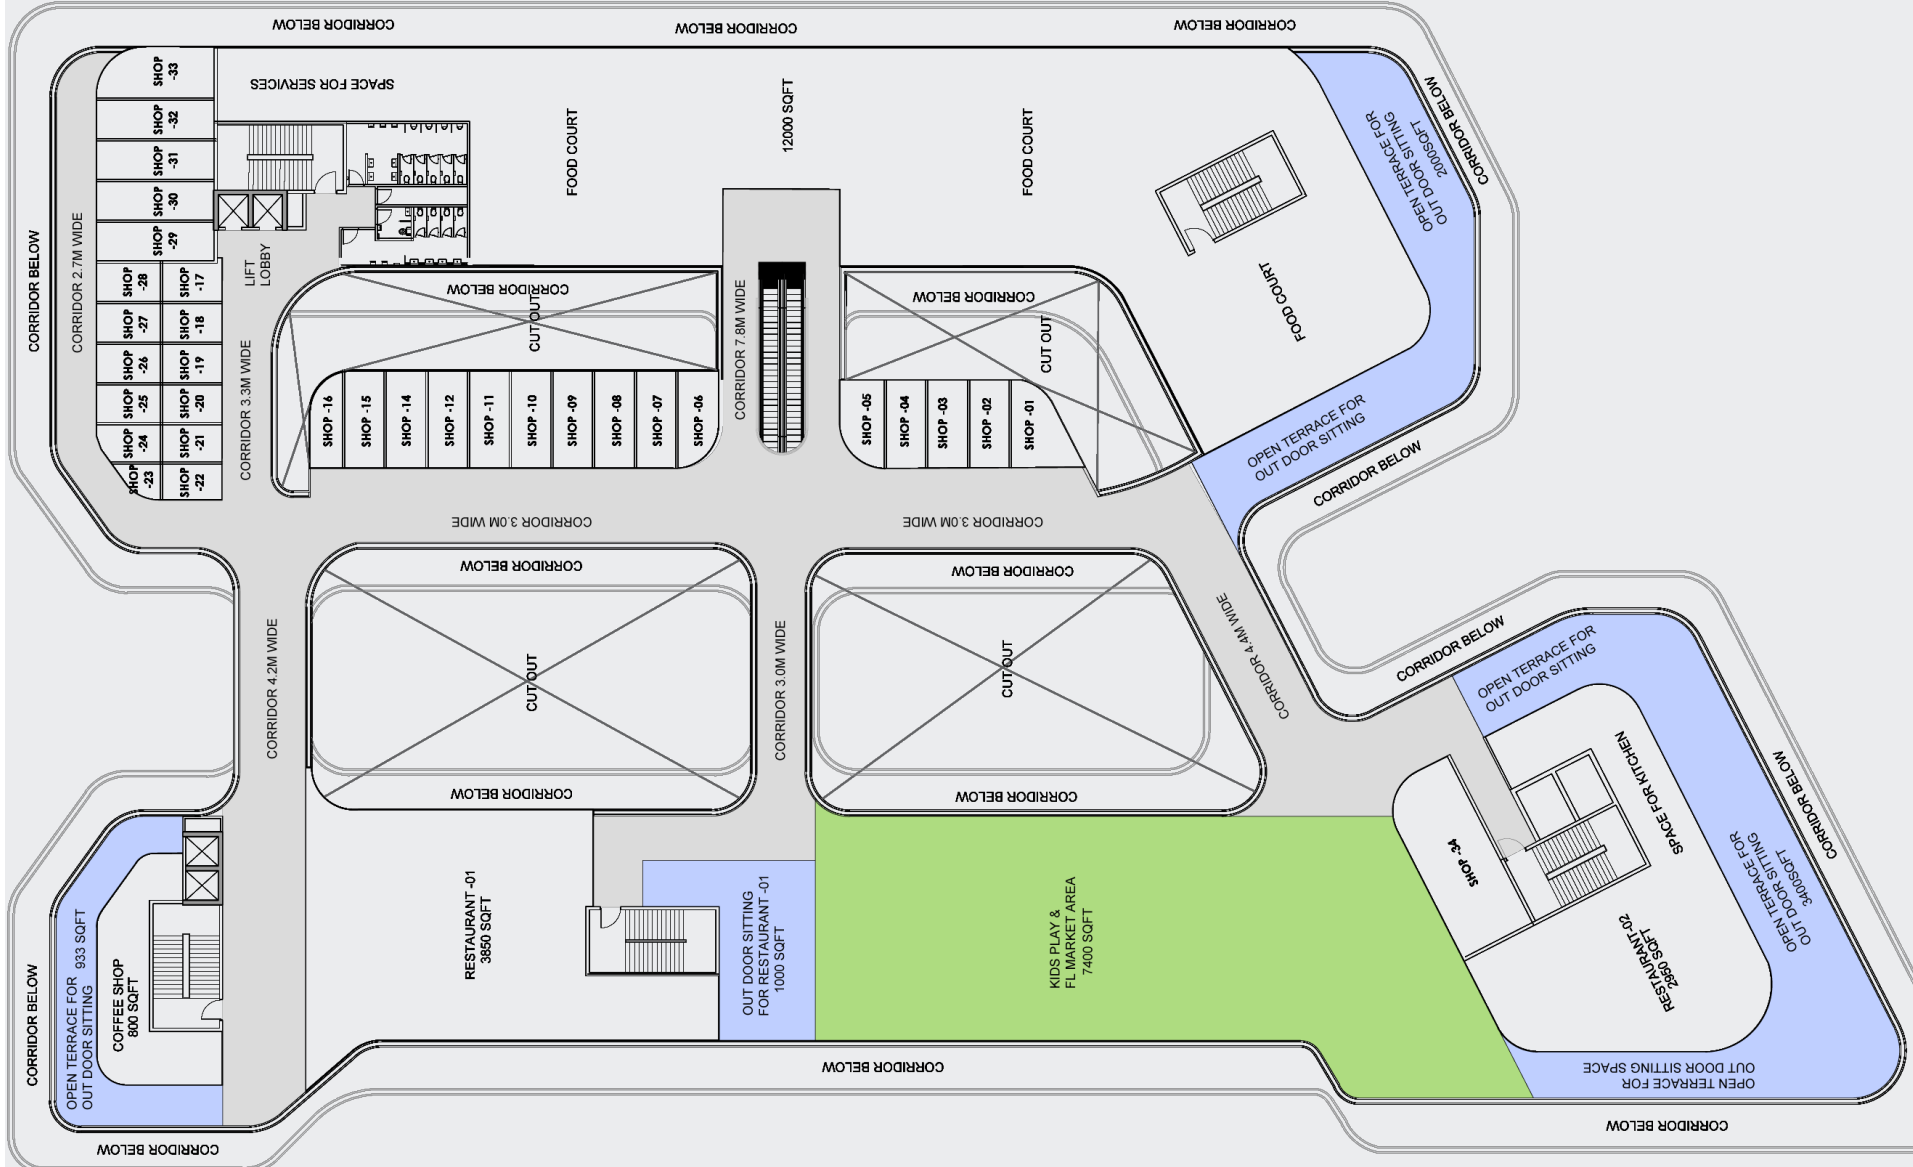 CORRIDOR BELOW
CORRIDOR BELOW
CORRIDOR BELOW
SHOP
-33
SHOP
-32
SHOP
-31
SHOP
-30
SHOP
-29
SHOP
-28
SHOP
-17
SHOP
-27
SHOP
-18
SHOP
-26
SHOP
-19
SHOP
-25
SHOP
-20
SHOP
-24
SHOP
-21
SHOP
-23
SHOP
-22
SPACE FOR SERVICES
FOOD COURT
12000 SQFT
FOOD COURT
FOOD COURT
OPEN TERRACE FOR
OUT DOOR SITTING
2000SQFT
CORRIDOR BELOW
CORRIDOR BELOW
CORRIDOR 2.7M WIDE
LIFT
LOBBY
CORRIDOR 3.3M WIDE
CORRIDOR BELOW
CUT OUT
CORRIDOR 7.8M WIDE
CORRIDOR BELOW
CUT OUT
SHOP -16
SHOP -15
SHOP -14
SHOP -12
SHOP -11
SHOP -10
SHOP -09
SHOP -08
SHOP -07
SHOP -06
SHOP -05
SHOP -04
SHOP -03
SHOP -02
SHOP -01
OPEN TERRACE FOR
OUT DOOR SITTING
CORRIDOR BELOW
CORRIDOR 3.0M WIDE
CORRIDOR 3.0M WIDE
CORRIDOR BELOW
CORRIDOR BELOW
CORRIDOR 4.2M WIDE
CUT OUT
CORRIDOR 3.0M WIDE
CUT OUT
CORRIDOR 4.4M WIDE
CORRIDOR BELOW
OPEN TERRACE FOR
OUT DOOR SITTING
CORRIDOR BELOW
CORRIDOR BELOW
CORRIDOR BELOW
SPACE FOR KITCHEN
SHOP -34
OPEN TERRACE FOR
OUT DOOR SITTING
3400SQFT
RESTAURANT-02
2950 SQFT
RESTAURANT -01
3850 SQFT
OUT DOOR SITTING
FOR RESTAURANT -01
1000 SQFT
KIDS PLAY &
FL MARKET AREA
7400 SQFT
CORRIDOR BELOW
OPEN TERRACE FOR 933 SQFT
OUT DOOR SITTING
COFFEE SHOP
800 SQFT
CORRIDOR BELOW
OPEN TERRACE FOR
OUT DOOR SITTING SPACE
CORRIDOR BELOW
CORRIDOR BELOW